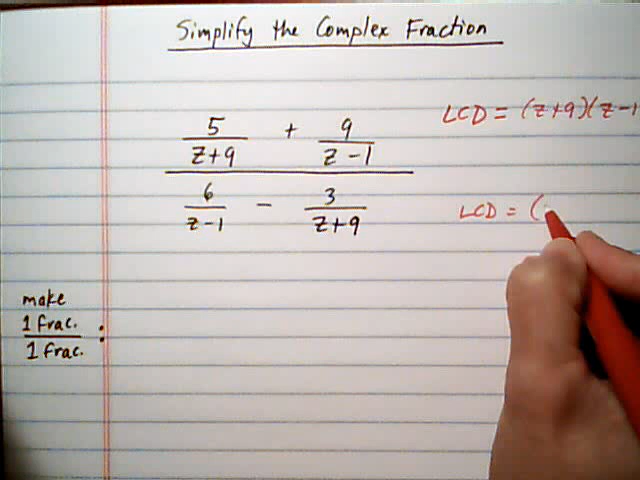 Simplify the Complex Fraction
5 + 9
z+9 z-1
LCD = (z+9)(z-1
6 - 3
z-1 z+9
LCD = (
make
1 frac. :
1 frac.